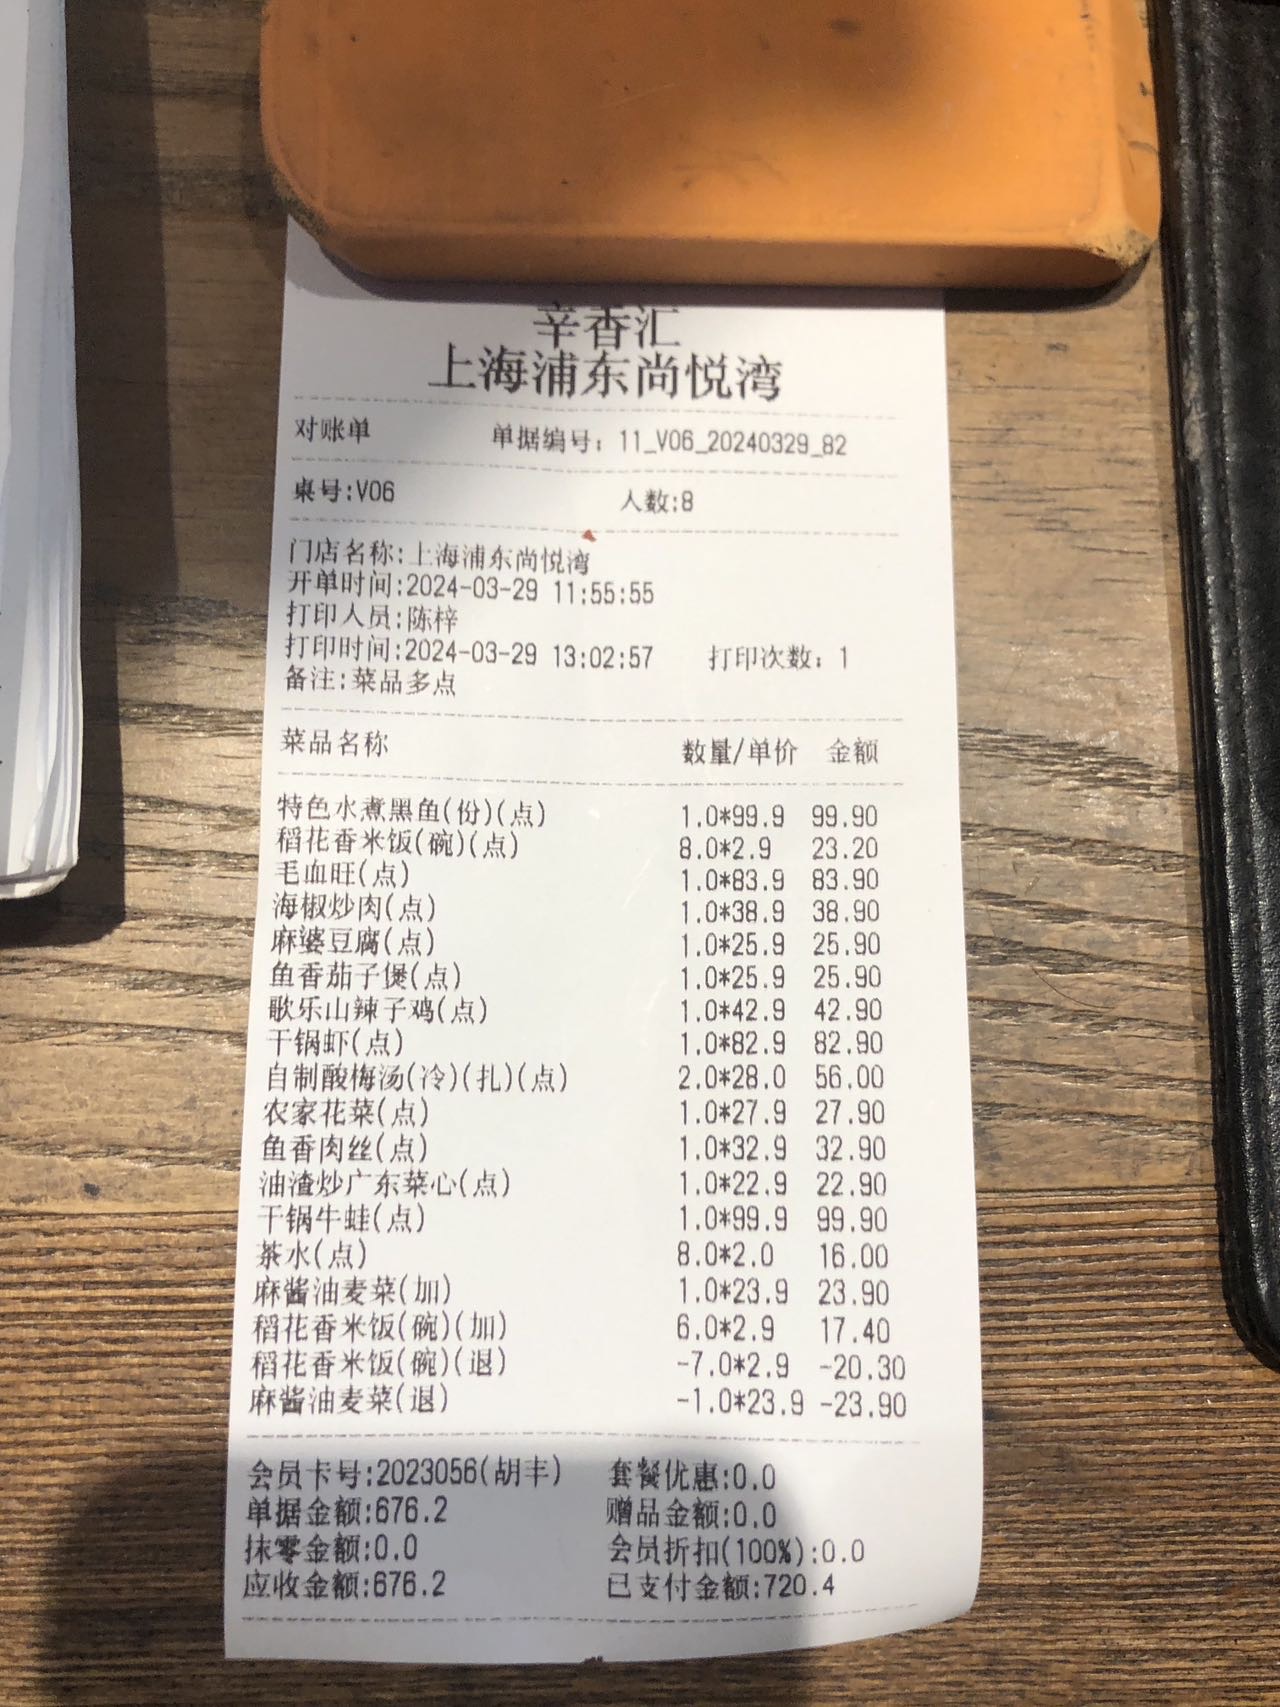 辛香汇
上海浦东尚悦湾
对账单 单据编号：11_V06_20240329_82
桌号:V06 人数:8
门店名称:上海浦东尚悦湾
开单时间:2024-03-29 11:55:55
打印人员:陈梓
打印时间:2024-03-29 13:02:57 打印次数：1
备注:菜品多点
菜品名称 数量/单价 金额
特色水煮黑鱼(份)(点) 1.0*99.9 99.90
稻花香米饭(碗)(点) 8.0*2.9 23.20
毛血旺(点) 1.0*83.9 83.90
海椒炒肉(点) 1.0*38.9 38.90
麻婆豆腐(点) 1.0*25.9 25.90
鱼香茄子煲(点) 1.0*25.9 25.90
歌乐山辣子鸡(点) 1.0*42.9 42.90
干锅虾(点) 1.0*82.9 82.90
自制酸梅汤(冷)(扎)(点) 2.0*28.0 56.00
农家花菜(点) 1.0*27.9 27.90
鱼香肉丝(点) 1.0*32.9 32.90
油渣炒广东菜心(点) 1.0*22.9 22.90
干锅牛蛙(点) 1.0*99.9 99.90
茶水(点) 8.0*2.0 16.00
麻酱油麦菜(加) 1.0*23.9 23.90
稻花香米饭(碗)(加) 6.0*2.9 17.40
稻花香米饭(碗)(退) -7.0*2.9 -20.30
麻酱油麦菜(退) -1.0*23.9 -23.90
会员卡号:2023056(胡丰) 套餐优惠:0.0
单据金额:676.2 赠品金额:0.0
抹零金额:0.0 会员折扣(100%):0.0
应收金额:676.2 已支付金额:720.4